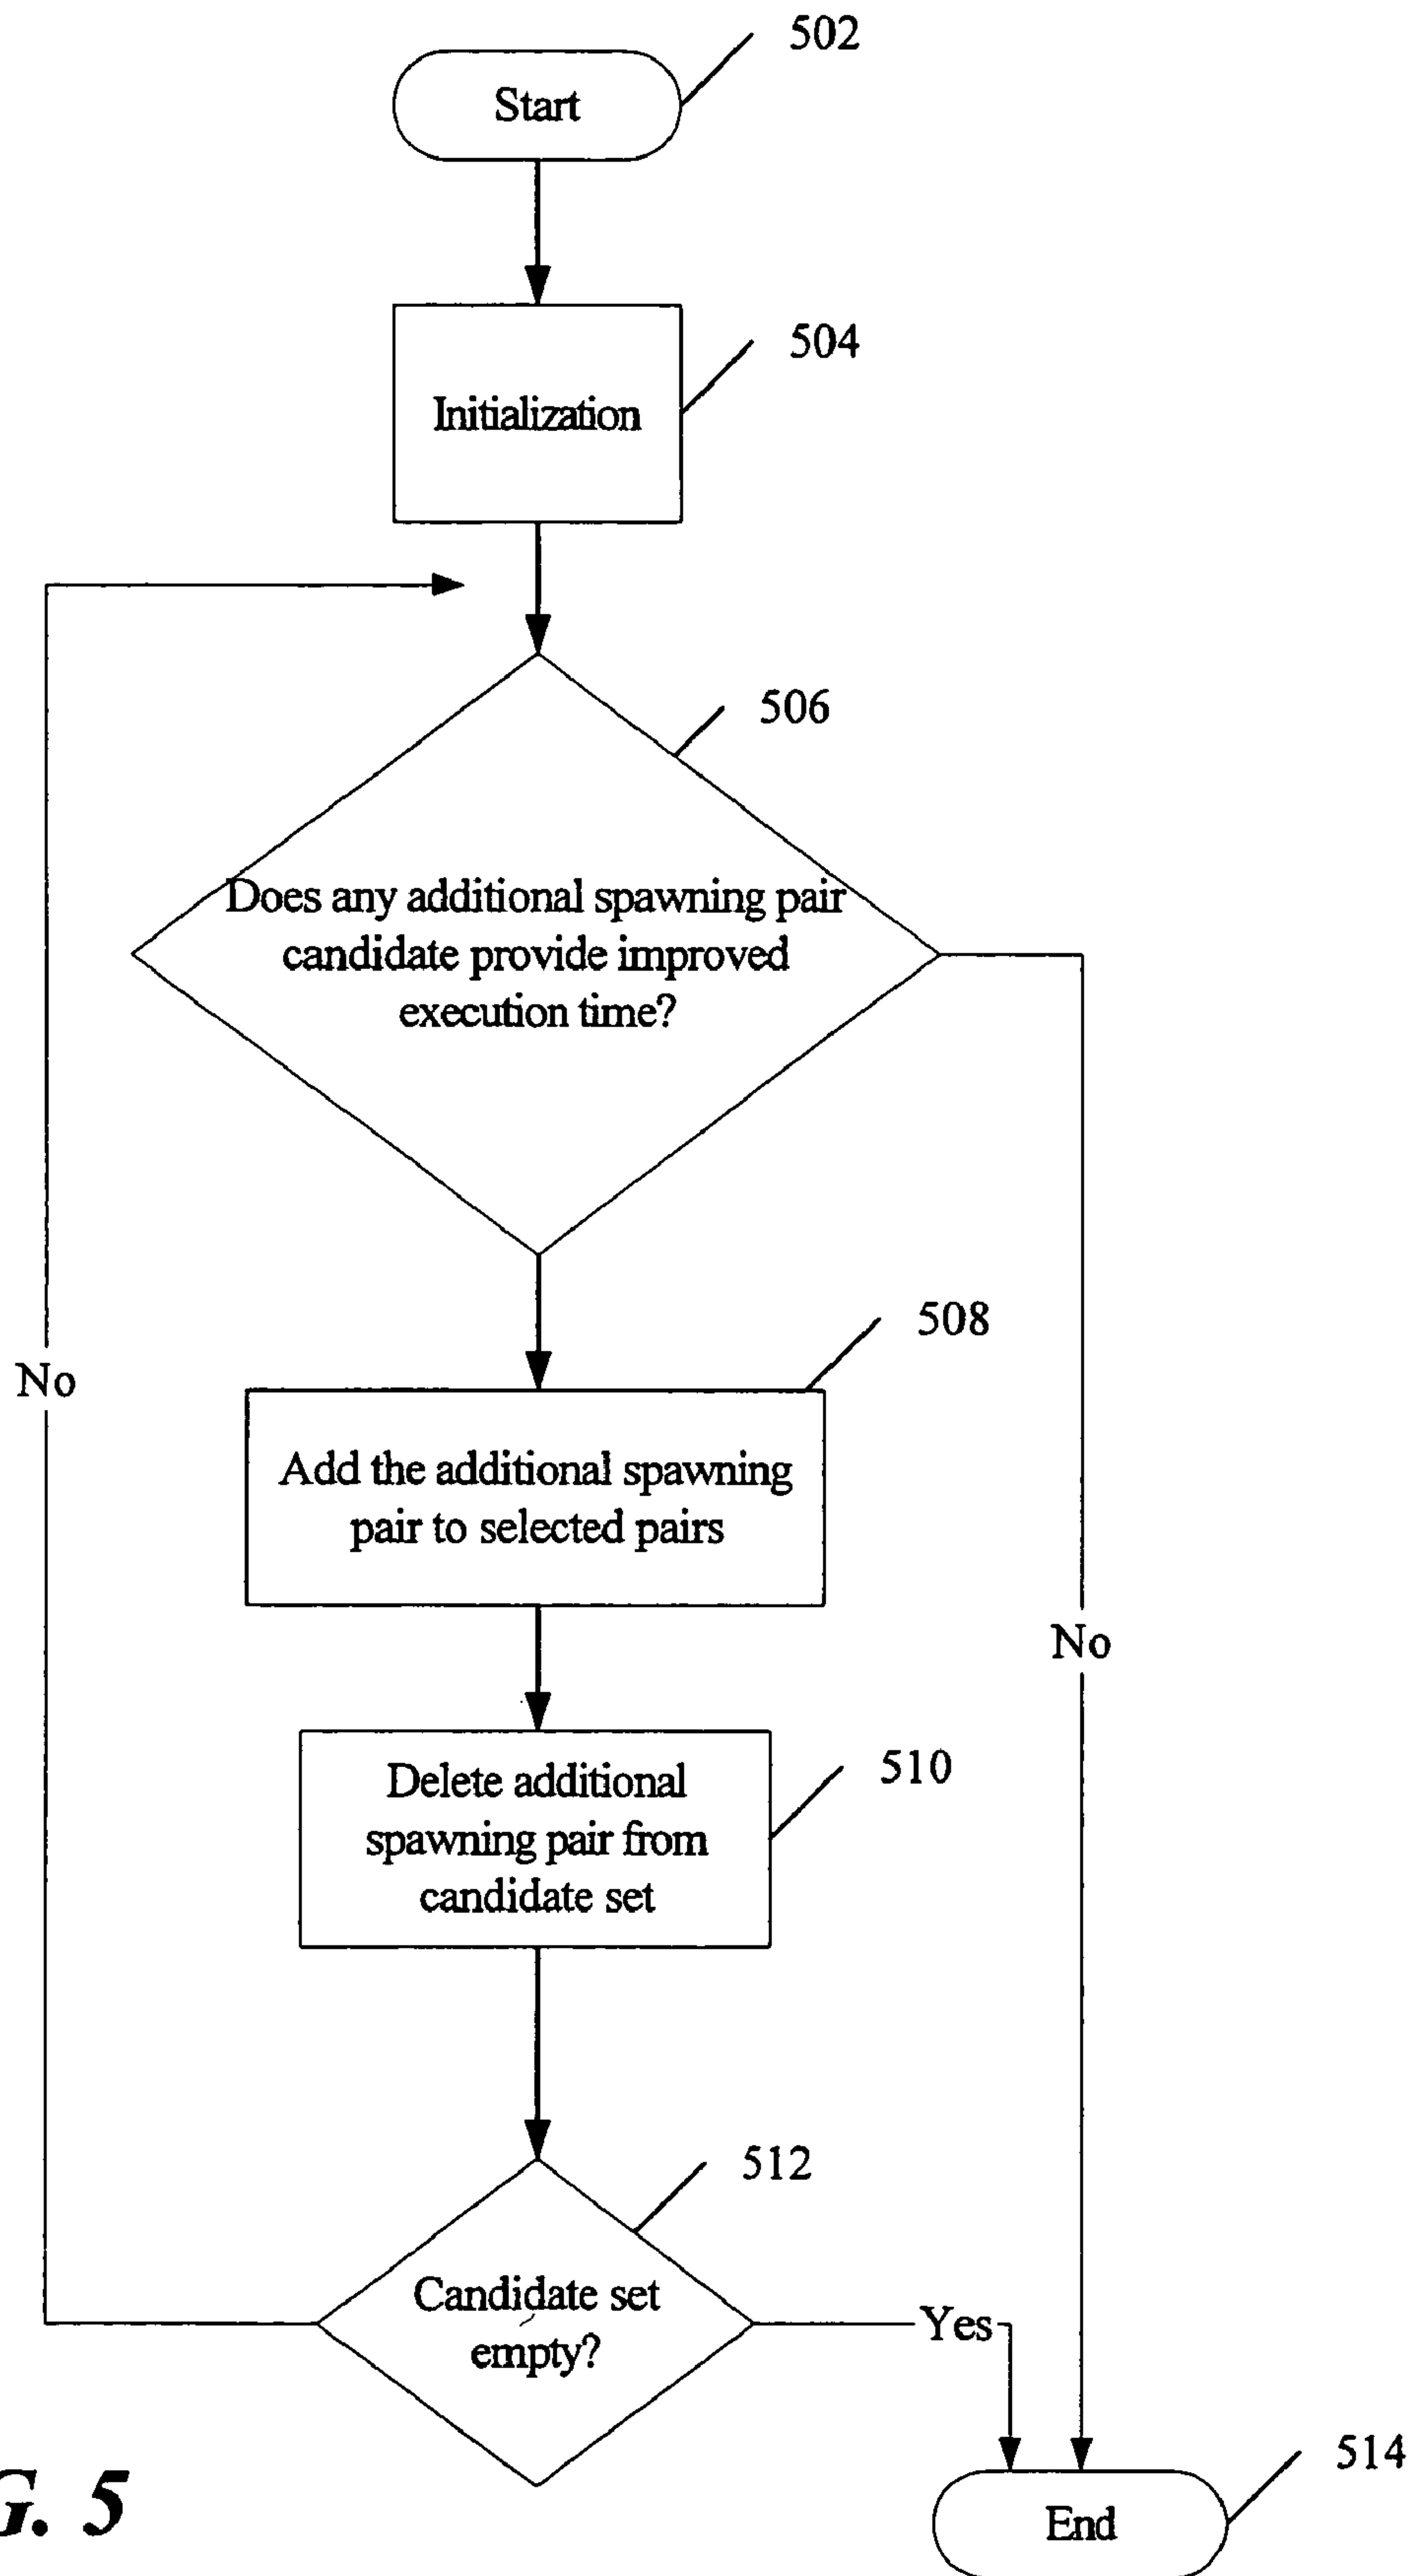 502
Start
504
Initialization
506
Does any additional spawning pair
candidate provide improved
execution time?
508
No
Add the additional spawning
pair to selected pairs
No
510
Delete additional
spawning pair from
candidate set
512
Candidate set
empty?
Yes
514
End
G. 5